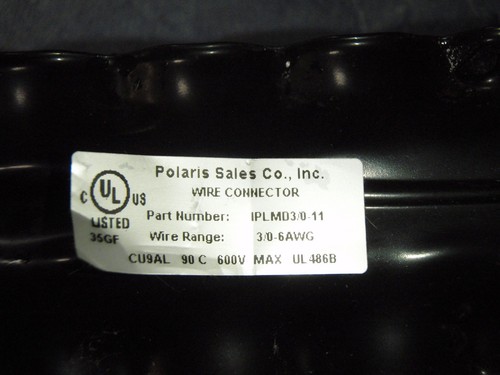 Polaris Sales Co., Inc.
WIRE CONNECTOR
C UL US
LISTED
35GF
Part Number: IPLMD3/0-11
Wire Range: 3/0-6AWG
CU9AL 90 C 600V MAX UL486B